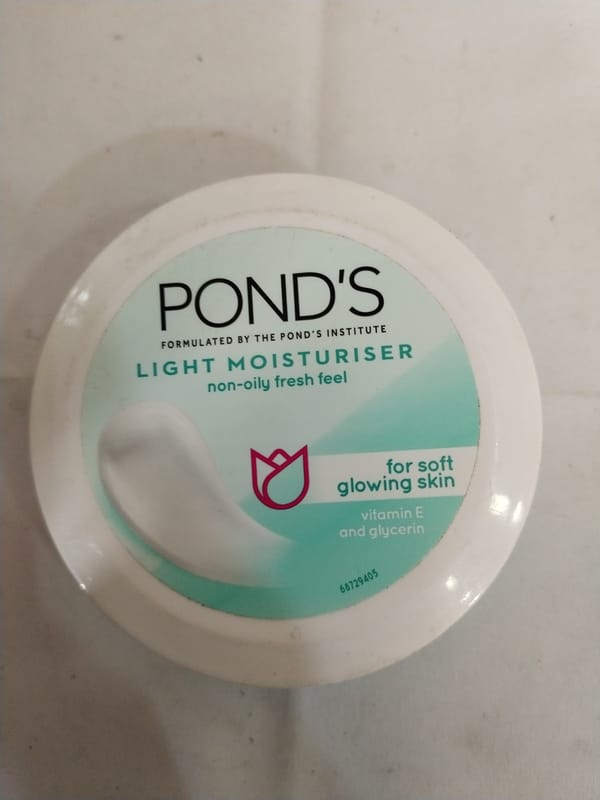 POND'S
FORMULATED BY THE POND'S INSTITUTE
LIGHT MOISTURISER
non-oily fresh feel
for soft
glowing skin
vitamin E
and glycerin
68729405